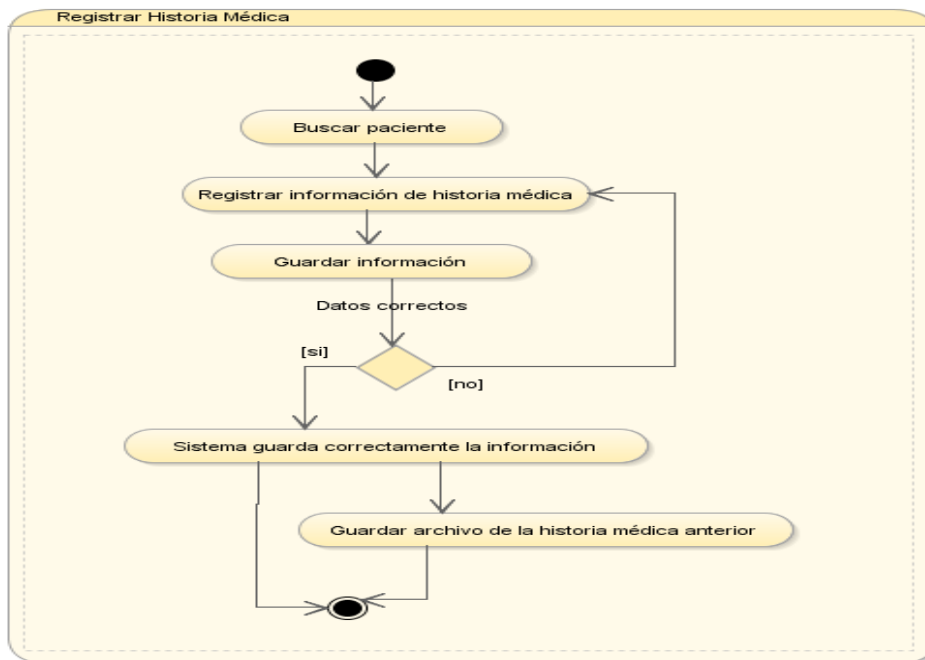 Registrar Historia Médica
Buscar paciente
Registrar información de historia médica
Guardar información
Datos correctos
[si]
[no]
Sistema guarda correctamente la información
Guardar archivo de la historia médica anterior